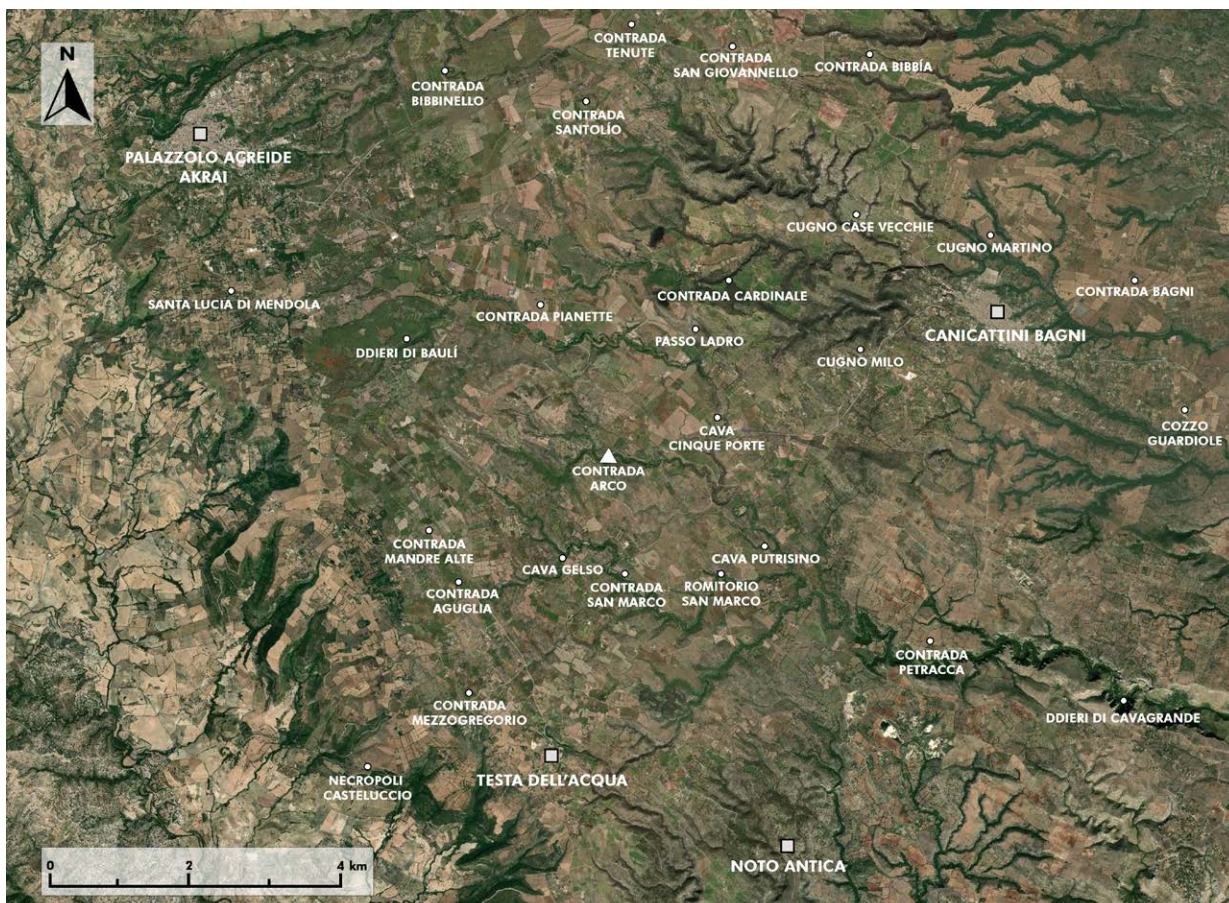 N
CONTRADA
TENUTE
CONTRADA
SAN GIOVANNELLO
CONTRADA BIBBÍA
CONTRADA
BIBBINELLO
CONTRADA
SANTOLÍO
PALAZZOLO ACREIDE
AKRAI
CUGNO CASE VECCHIE
CUGNO MARTINO
SANTA LUCIA DI MENDOLA
CONTRADA CARDINALE
CONTRADA BAGNI
CONTRADA PIANETTE
DDIERI DI BAULÍ
PASSO LADRO
CANICATTINI BAGNI
CUGNO MILO
CAVA
CINQUE PORTE
COZZO
GUARDIOLE
CONTRADA
ARCO
CONTRADA
MANDRE ALTE
CAVA GELSO
CAVA PUTRISINO
CONTRADA
AGUGLIA
CONTRADA
SAN MARCO
ROMITORIO
SAN MARCO
CONTRADA
PETRACCA
CONTRADA
MEZZOGREGORIO
DDIERI DI CAVAGRANDE
NECROPOLI
CASTELUCCIO
TESTA DELL'ACQUA
NOTO ANTICA
0 2 4 km